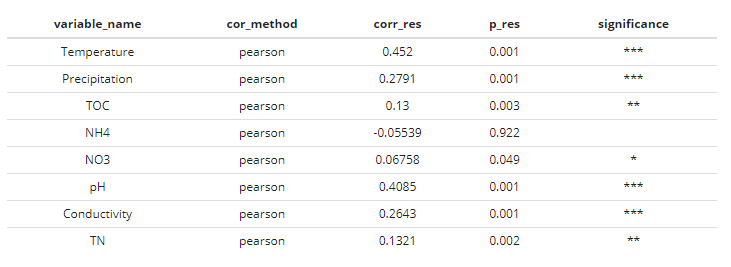 variable_name cor_method corr_res p_res significance
Temperature pearson 0.452 0.001 ***
Precipitation pearson 0.2791 0.001 ***
TOC pearson 0.13 0.003 **
NH4 pearson -0.05539 0.922
NO3 pearson 0.06758 0.049 *
pH pearson 0.4085 0.001 ***
Conductivity pearson 0.2643 0.001 ***
TN pearson 0.1321 0.002 **